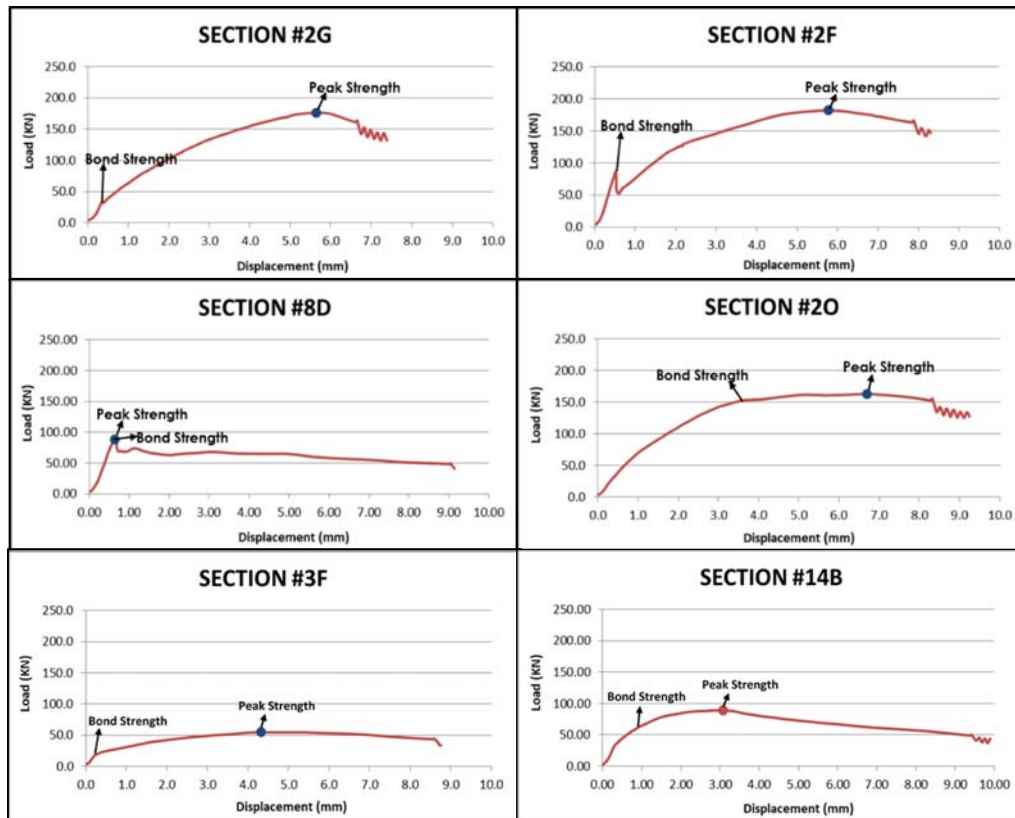 SECTION #2G
250.0
200.0
150.0
100.0
50.0
0.0
Load (KN)
Peak Strength
Bond Strength
0.0 1.0 2.0 3.0 4.0 5.0 6.0 7.0 8.0 9.0 10.0
Displacement (mm)
SECTION #2F
250.0
200.0
150.0
100.0
50.0
0.0
Load (KN)
Peak Strength
Bond Strength
0.0 1.0 2.0 3.0 4.0 5.0 6.0 7.0 8.0 9.0 10.0
Displacement (mm)
SECTION #8D
250.00
200.00
150.00
100.00
50.00
0.00
Load (KN)
Peak Strength
Bond Strength
0.00 1.00 2.00 3.00 4.00 5.00 6.00 7.00 8.00 9.00 10.00
Displacement (mm)
SECTION #2O
250.0
200.0
150.0
100.0
50.0
0.0
Load (KN)
Bond Strength
Peak Strength
0.0 1.0 2.0 3.0 4.0 5.0 6.0 7.0 8.0 9.0 10.0
Displacement (mm)
SECTION #3F
250.0
200.0
150.0
100.0
50.0
0.0
Load (KN)
Peak Strength
Bond Strength
0.0 1.0 2.0 3.0 4.0 5.0 6.0 7.0 8.0 9.0 10.0
Displacement (mm)
SECTION #14B
250.00
200.00
150.00
100.00
50.00
0.00
Load (KN)
Peak Strength
Bond Strength
0.00 1.00 2.00 3.00 4.00 5.00 6.00 7.00 8.00 9.00 10.00
Displacement (mm)